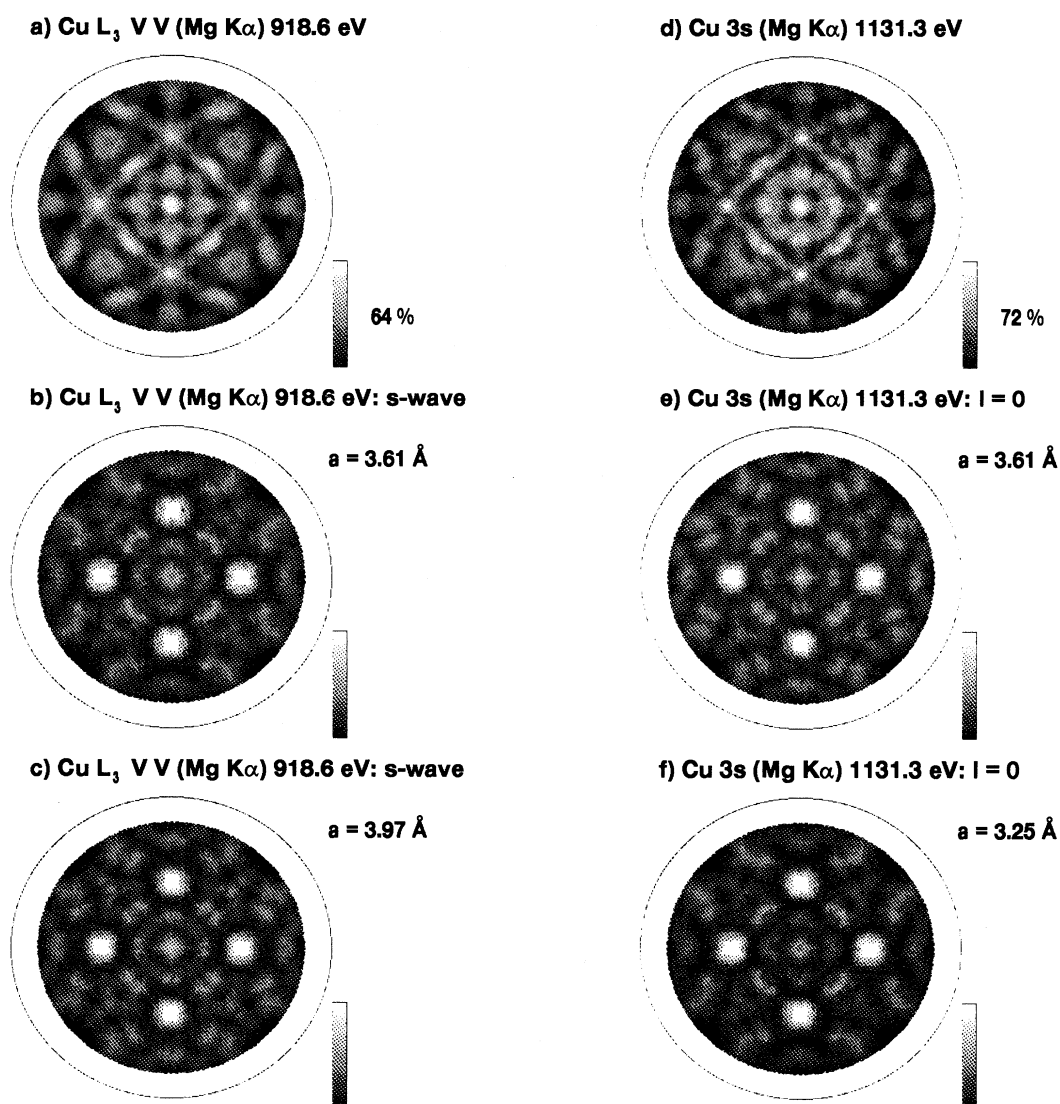 a) Cu L₃ V V (Mg Kα) 918.6 eV
64 %
b) Cu L₃ V V (Mg Kα) 918.6 eV: s-wave
a = 3.61 Å
c) Cu L₃ V V (Mg Kα) 918.6 eV: s-wave
a = 3.97 Å
d) Cu 3s (Mg Kα) 1131.3 eV
72 %
e) Cu 3s (Mg Kα) 1131.3 eV: l = 0
a = 3.61 Å
f) Cu 3s (Mg Kα) 1131.3 eV: l = 0
a = 3.25 Å